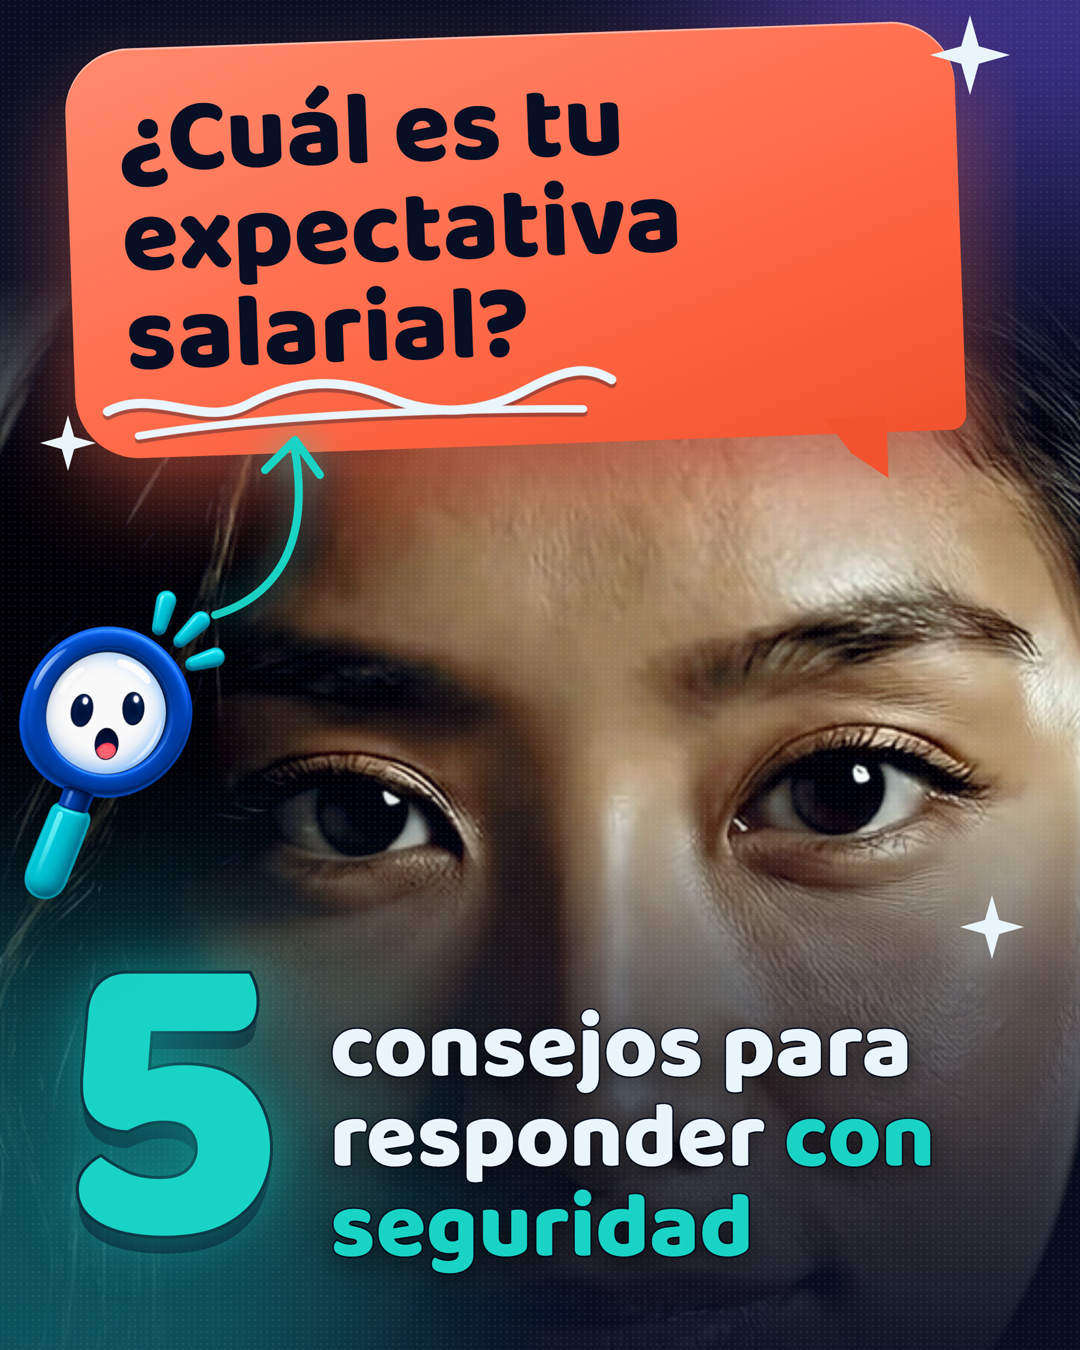 ¿Cuál es tu
expectativa
salarial?
5
consejos para
responder con
seguridad